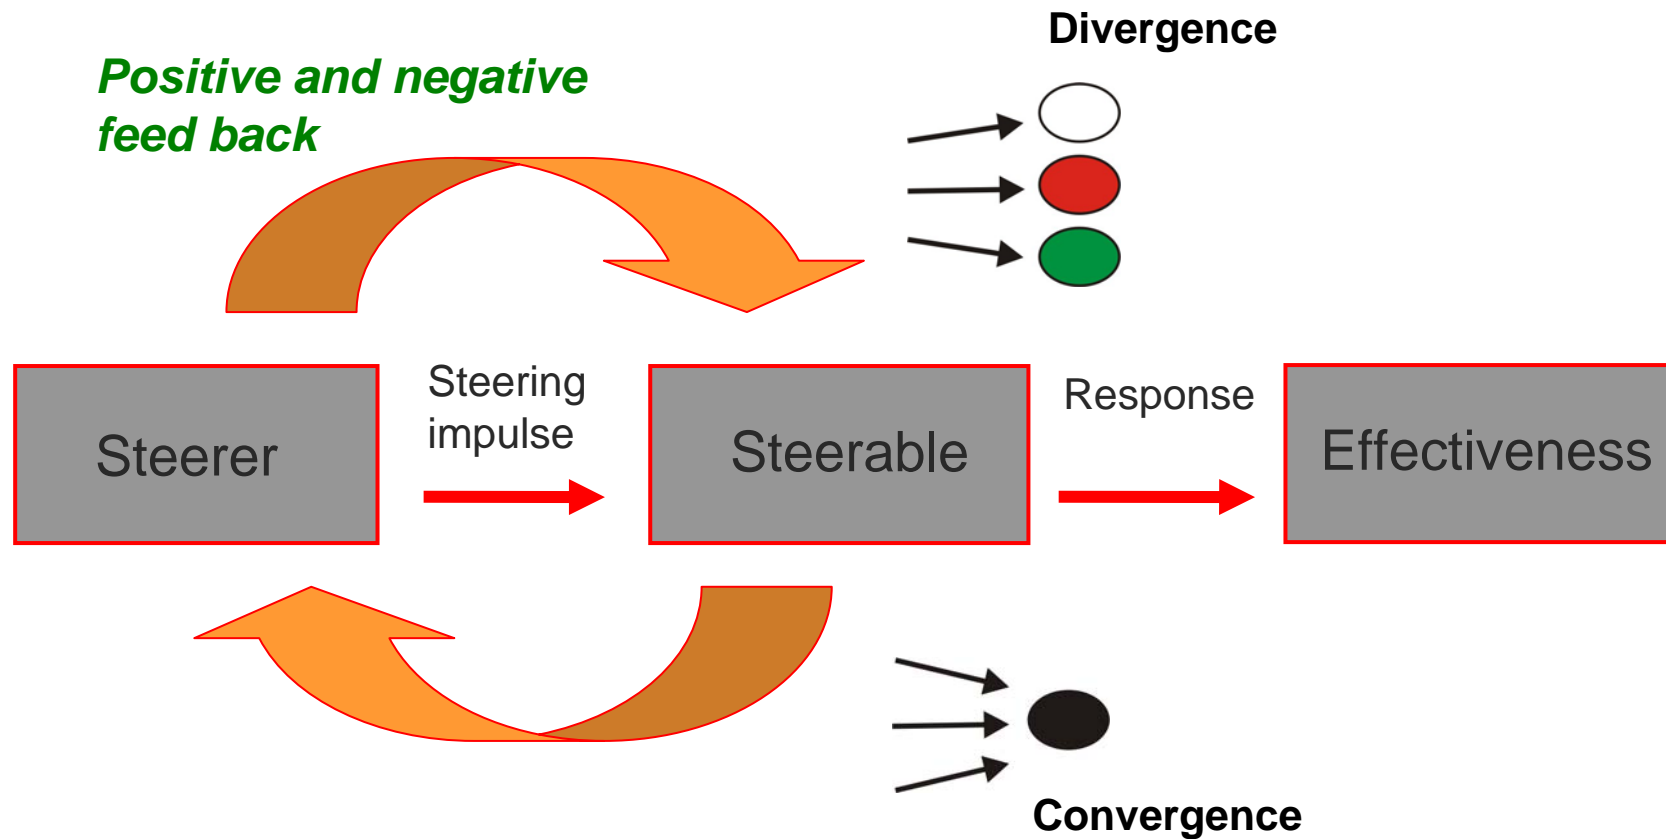 Divergence
Positive and negative
feed back
Steerer
Steering
impulse
Steerable
Response
Effectiveness
Convergence